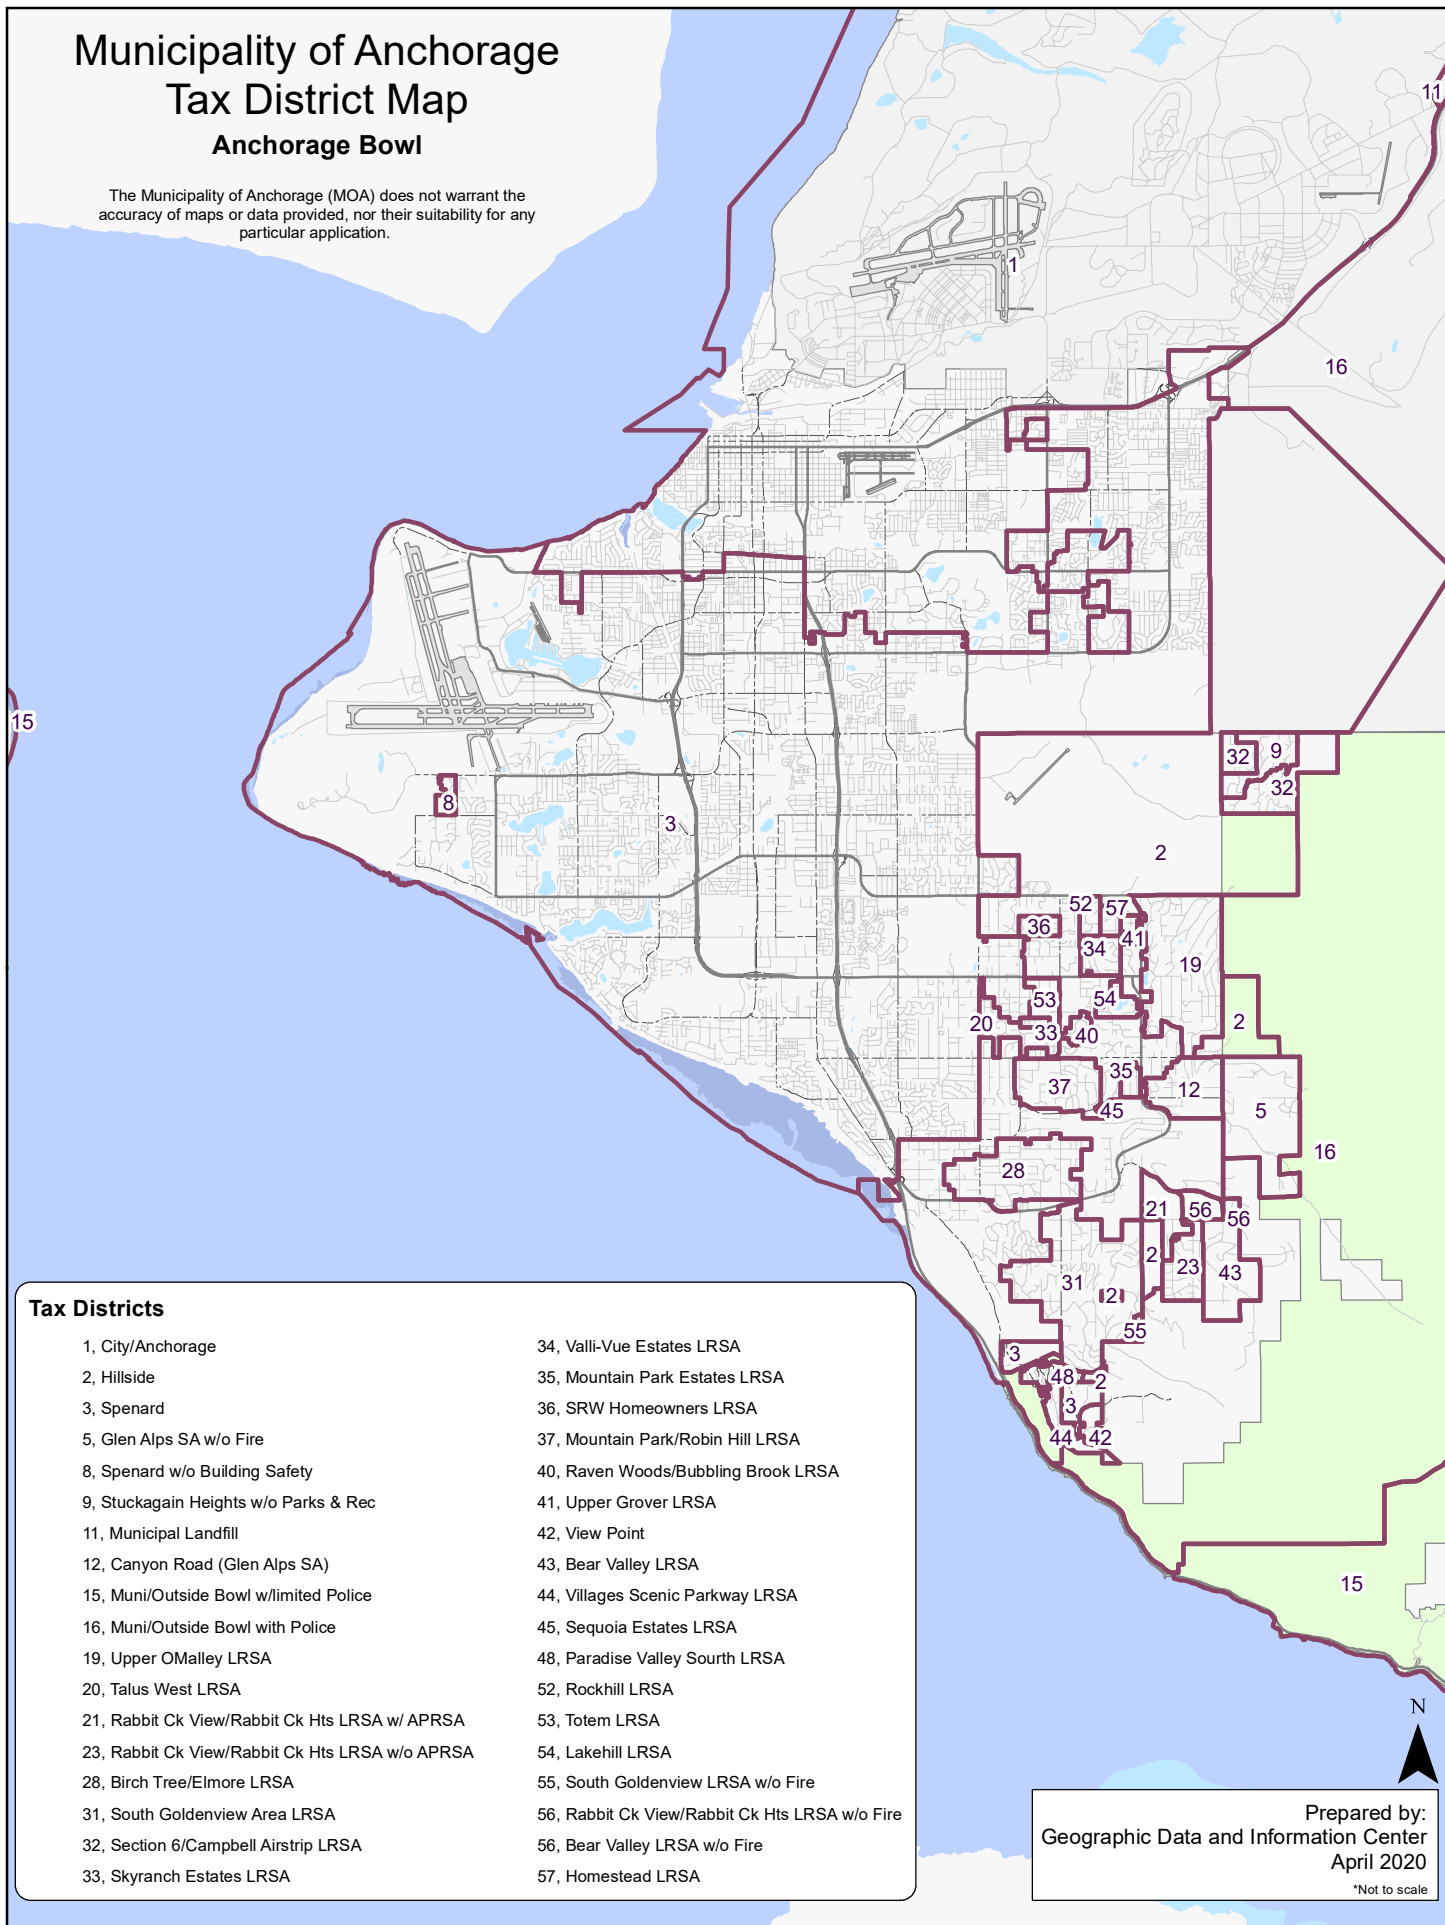 Municipality of Anchorage
Tax District Map
Anchorage Bowl
The Municipality of Anchorage (MOA) does not warrant the
accuracy of maps or data provided, nor their suitability for any
particular application.
11
1
16
15
8
3
32
9
32
2
52
57
36
41
34
19
53
54
20
33
40
2
35
37
12
45
5
16
28
21
56
56
2
23
43
31
2
55
3
48
2
3
44
42
15
Tax Districts
1, City/Anchorage
2, Hillside
3, Spenard
5, Glen Alps SA w/o Fire
8, Spenard w/o Building Safety
9, Stuckagain Heights w/o Parks & Rec
11, Municipal Landfill
12, Canyon Road (Glen Alps SA)
15, Muni/Outside Bowl w/limited Police
16, Muni/Outside Bowl with Police
19, Upper OMalley LRSA
20, Talus West LRSA
21, Rabbit Ck View/Rabbit Ck Hts LRSA w/ APRSA
23, Rabbit Ck View/Rabbit Ck Hts LRSA w/o APRSA
28, Birch Tree/Elmore LRSA
31, South Goldenview Area LRSA
32, Section 6/Campbell Airstrip LRSA
33, Skyranch Estates LRSA
34, Valli-Vue Estates LRSA
35, Mountain Park Estates LRSA
36, SRW Homeowners LRSA
37, Mountain Park/Robin Hill LRSA
40, Raven Woods/Bubbling Brook LRSA
41, Upper Grover LRSA
42, View Point
43, Bear Valley LRSA
44, Villages Scenic Parkway LRSA
45, Sequoia Estates LRSA
48, Paradise Valley Sourth LRSA
52, Rockhill LRSA
53, Totem LRSA
54, Lakehill LRSA
55, South Goldenview LRSA w/o Fire
56, Rabbit Ck View/Rabbit Ck Hts LRSA w/o Fire
56, Bear Valley LRSA w/o Fire
57, Homestead LRSA
N
Prepared by:
Geographic Data and Information Center
April 2020
*Not to scale